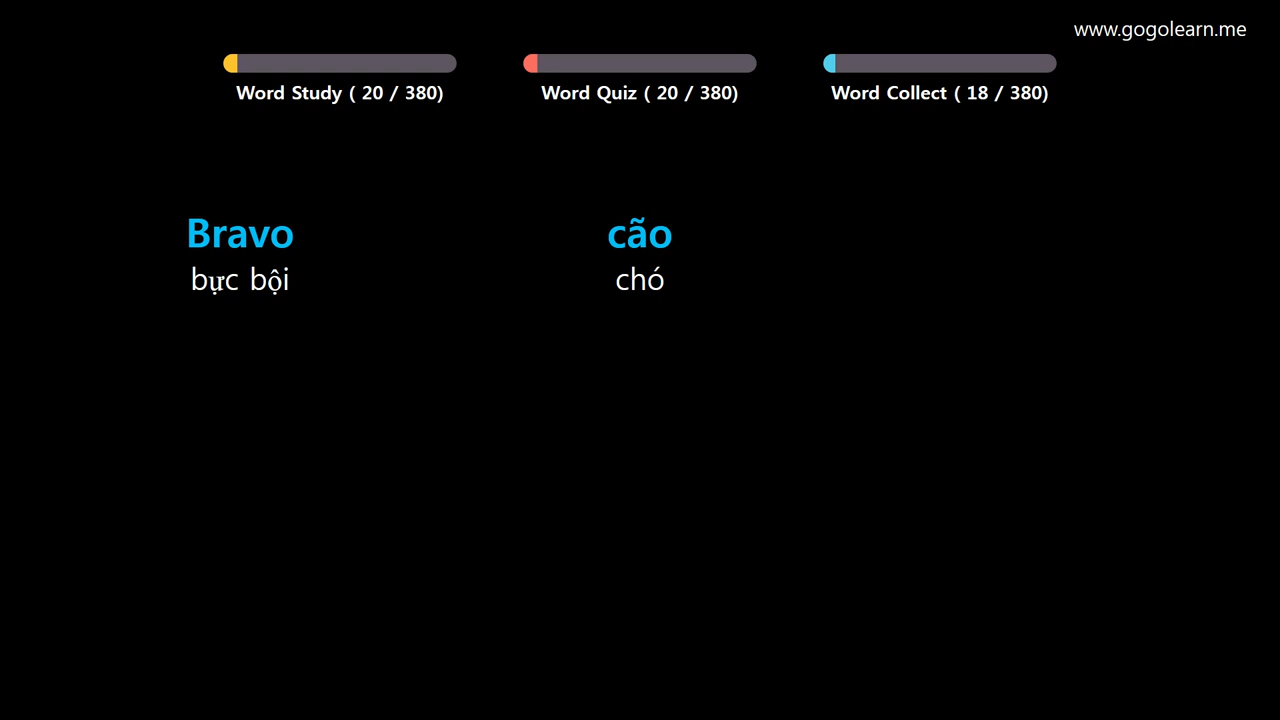 www.gogolearn.me
Word Study ( 20 / 380)
Word Quiz ( 20 / 380)
Word Collect ( 18 / 380)
Bravo
bực bội
cão
chó